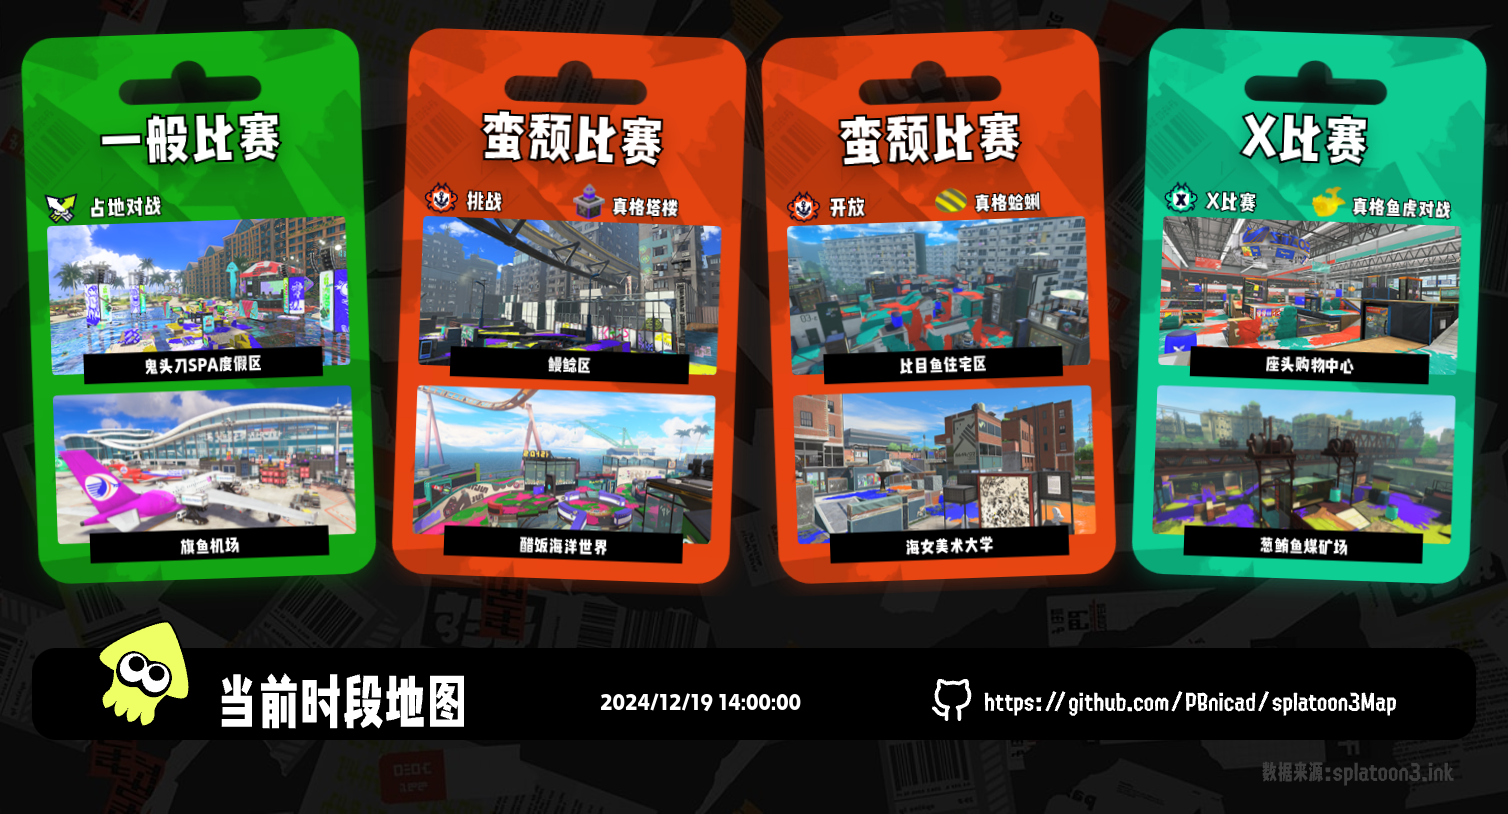 一般比赛
占地对战
鬼头刀SPA度假区
旗鱼机场
蛮颓比赛
挑战
真格塔楼
鳗鲶区
醋饭海洋世界
蛮颓比赛
开放
真格蛤蜊
比目鱼住宅区
海女美术大学
X比赛
X比赛
真格鱼虎对战
座头购物中心
葱鲔鱼煤矿场
当前时段地图
2024/12/19 14:00:00
https://github.com/PBnicad/splatoon3Map
数据来源:splatoon3.ink